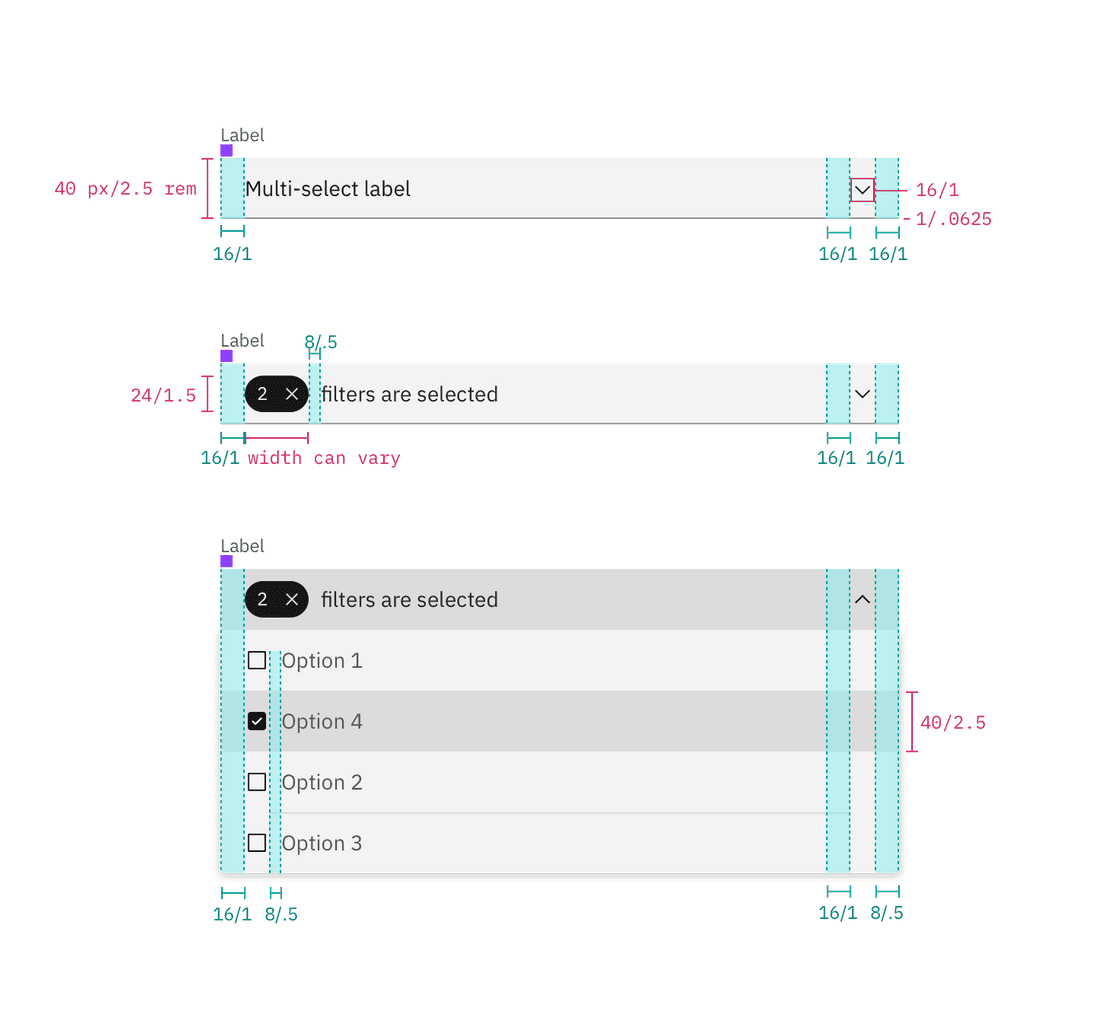 Label
40 px/2.5 rem
Multi-select label
16/1
1/.0625
16/1
16/1
16/1
Label
8/.5
24/1.5
2
filters are selected
16/1
width can vary
16/1
16/1
Label
2
filters are selected
Option 1
Option 4
40/2.5
Option 2
Option 3
16/1
8/.5
16/1
8/.5